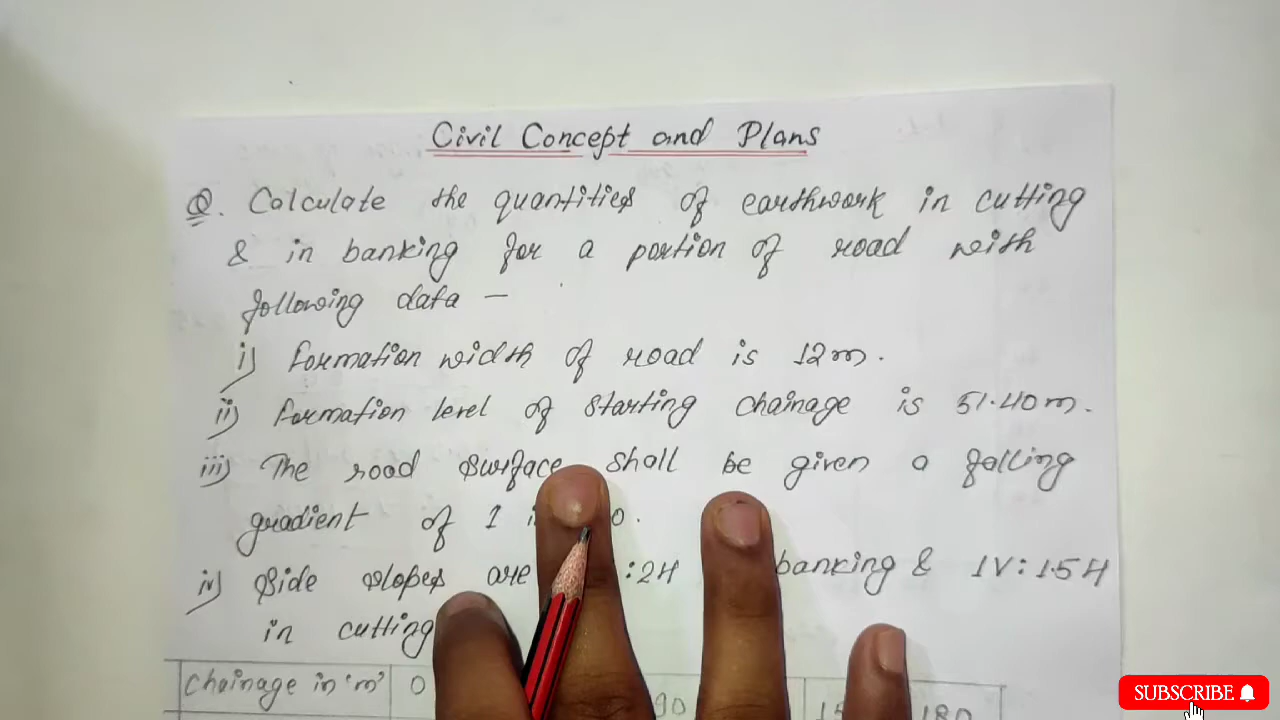 Civil Concept and Plans
Q. Calculate the quantities of earthwork in cutting
& in banking for a portion of road with
following data —
i) Formation width of road is 12m.
ii) Formation level of starting chainage is 51.40m.
iii) The road surface shall be given a falling
gradient of 1
iv) Side slopes are :2H banking & 1V:1.5H
in cutting
chainage in 'm' 0 90 180
SUBSCRIBE